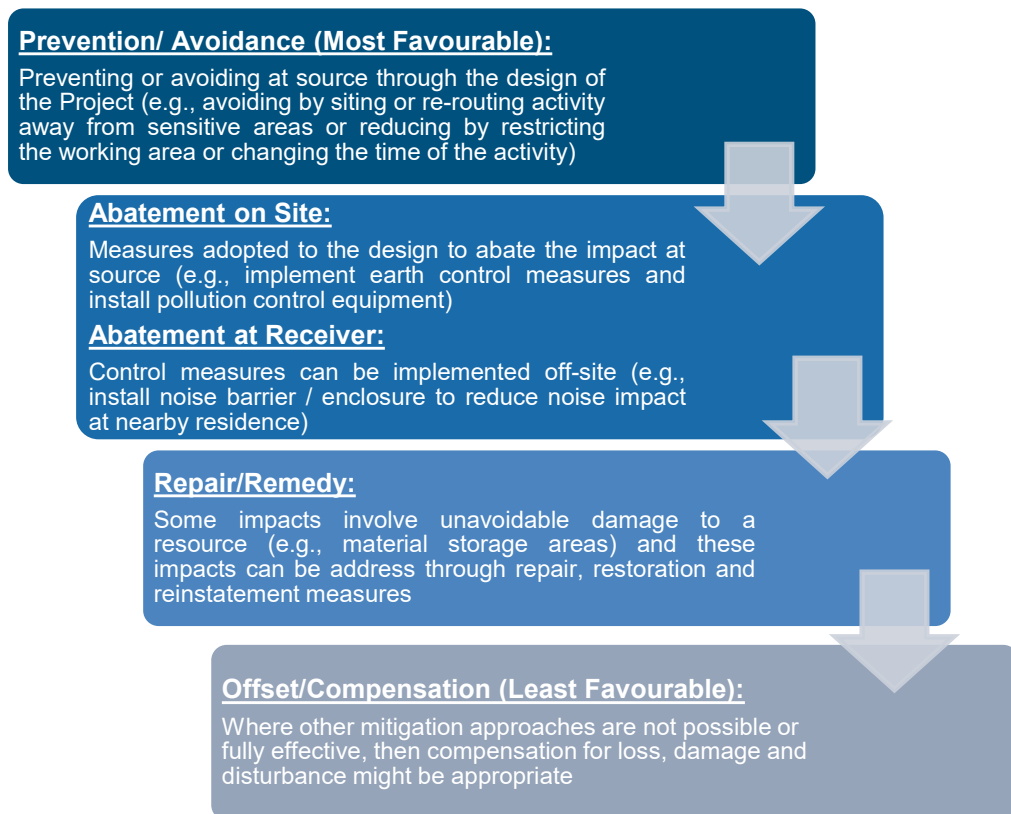 Prevention/ Avoidance (Most Favourable):
Preventing or avoiding at source through the design of
the Project (e.g., avoiding by siting or re-routing activity
away from sensitive areas or reducing by restricting
the working area or changing the time of the activity)
Abatement on Site:
Measures adopted to the design to abate the impact at
source (e.g., implement earth control measures and
install pollution control equipment)
Abatement at Receiver:
Control measures can be implemented off-site (e.g.,
install noise barrier / enclosure to reduce noise impact
at nearby residence)
Repair/Remedy:
Some impacts involve unavoidable damage to a
resource (e.g., material storage areas) and these
impacts can be address through repair, restoration and
reinstatement measures
Offset/Compensation (Least Favourable):
Where other mitigation approaches are not possible or
fully effective, then compensation for loss, damage and
disturbance might be appropriate